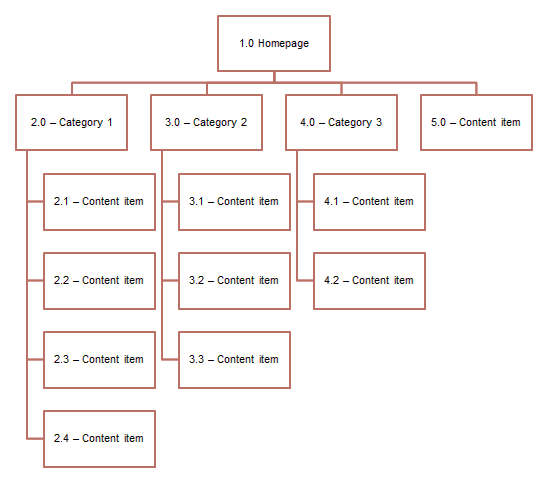 1.0 Homepage
2.0 – Category 1
3.0 – Category 2
4.0 – Category 3
5.0 – Content item
2.1 – Content item
3.1 – Content item
4.1 – Content item
2.2 – Content item
3.2 – Content item
4.2 – Content item
2.3 – Content item
3.3 – Content item
2.4 – Content item